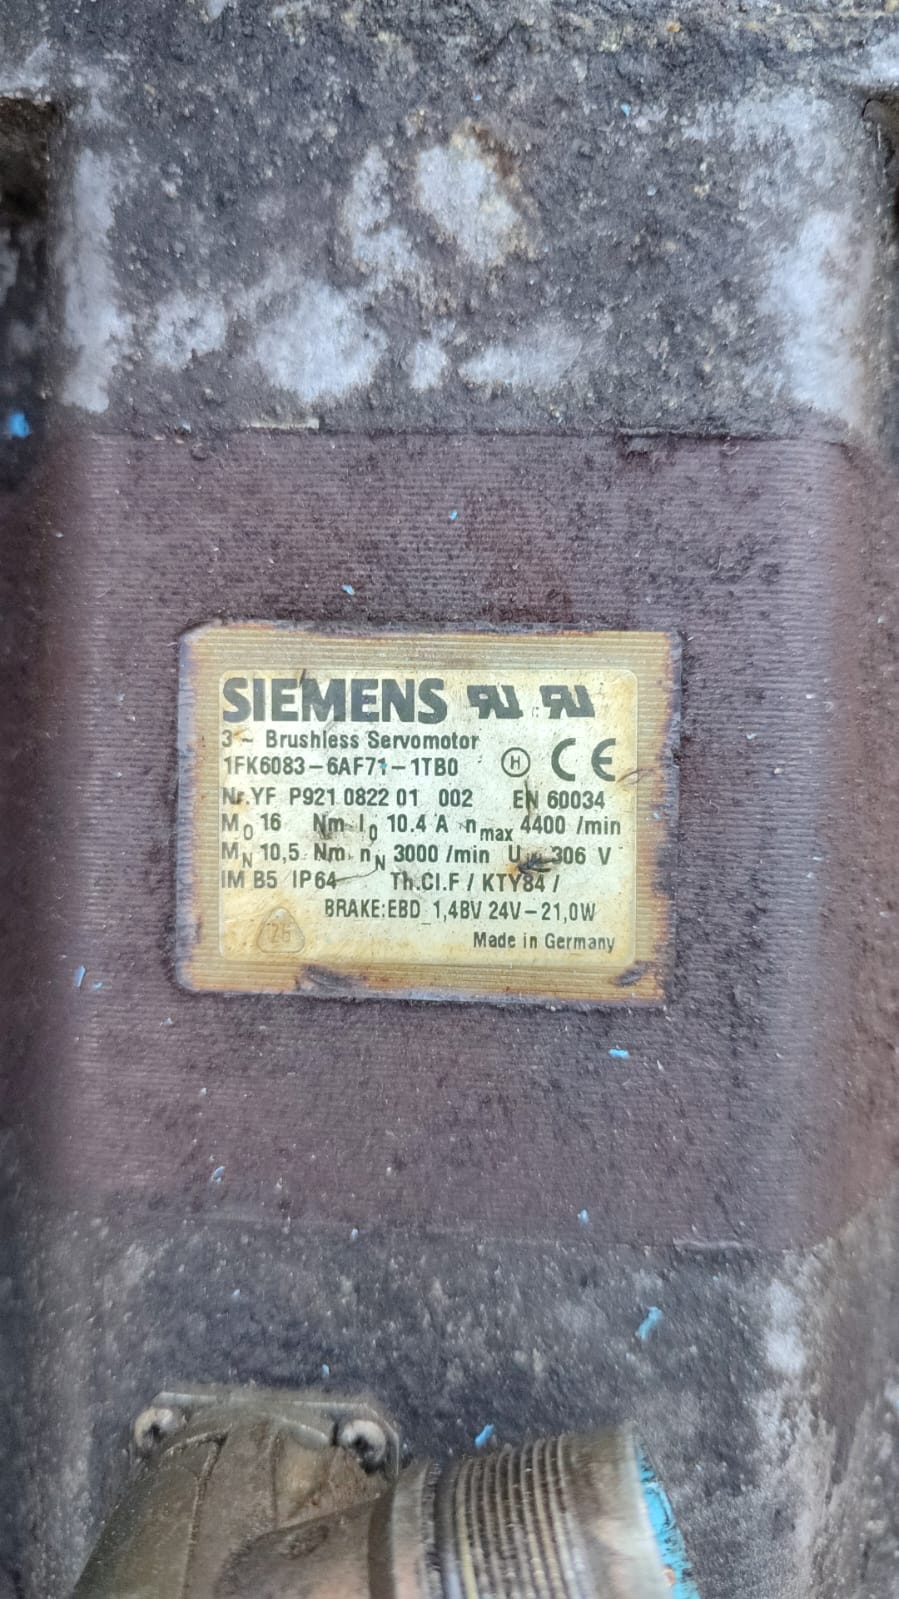 SIEMENS
3 ~ Brushless Servomotor
1FK6083-6AF71-1TB0 H CE
Nr.YF P921 0822 01 002 EN 60034
M0 16 Nm I0 10.4 A nmax 4400 /min
MN 10,5 Nm nN 3000 /min 306 V
IM B5 IP64 Th.Cl.F / KTY84 /
BRAKE:EBD 1,4BV 24V-21,0W
26
Made in Germany